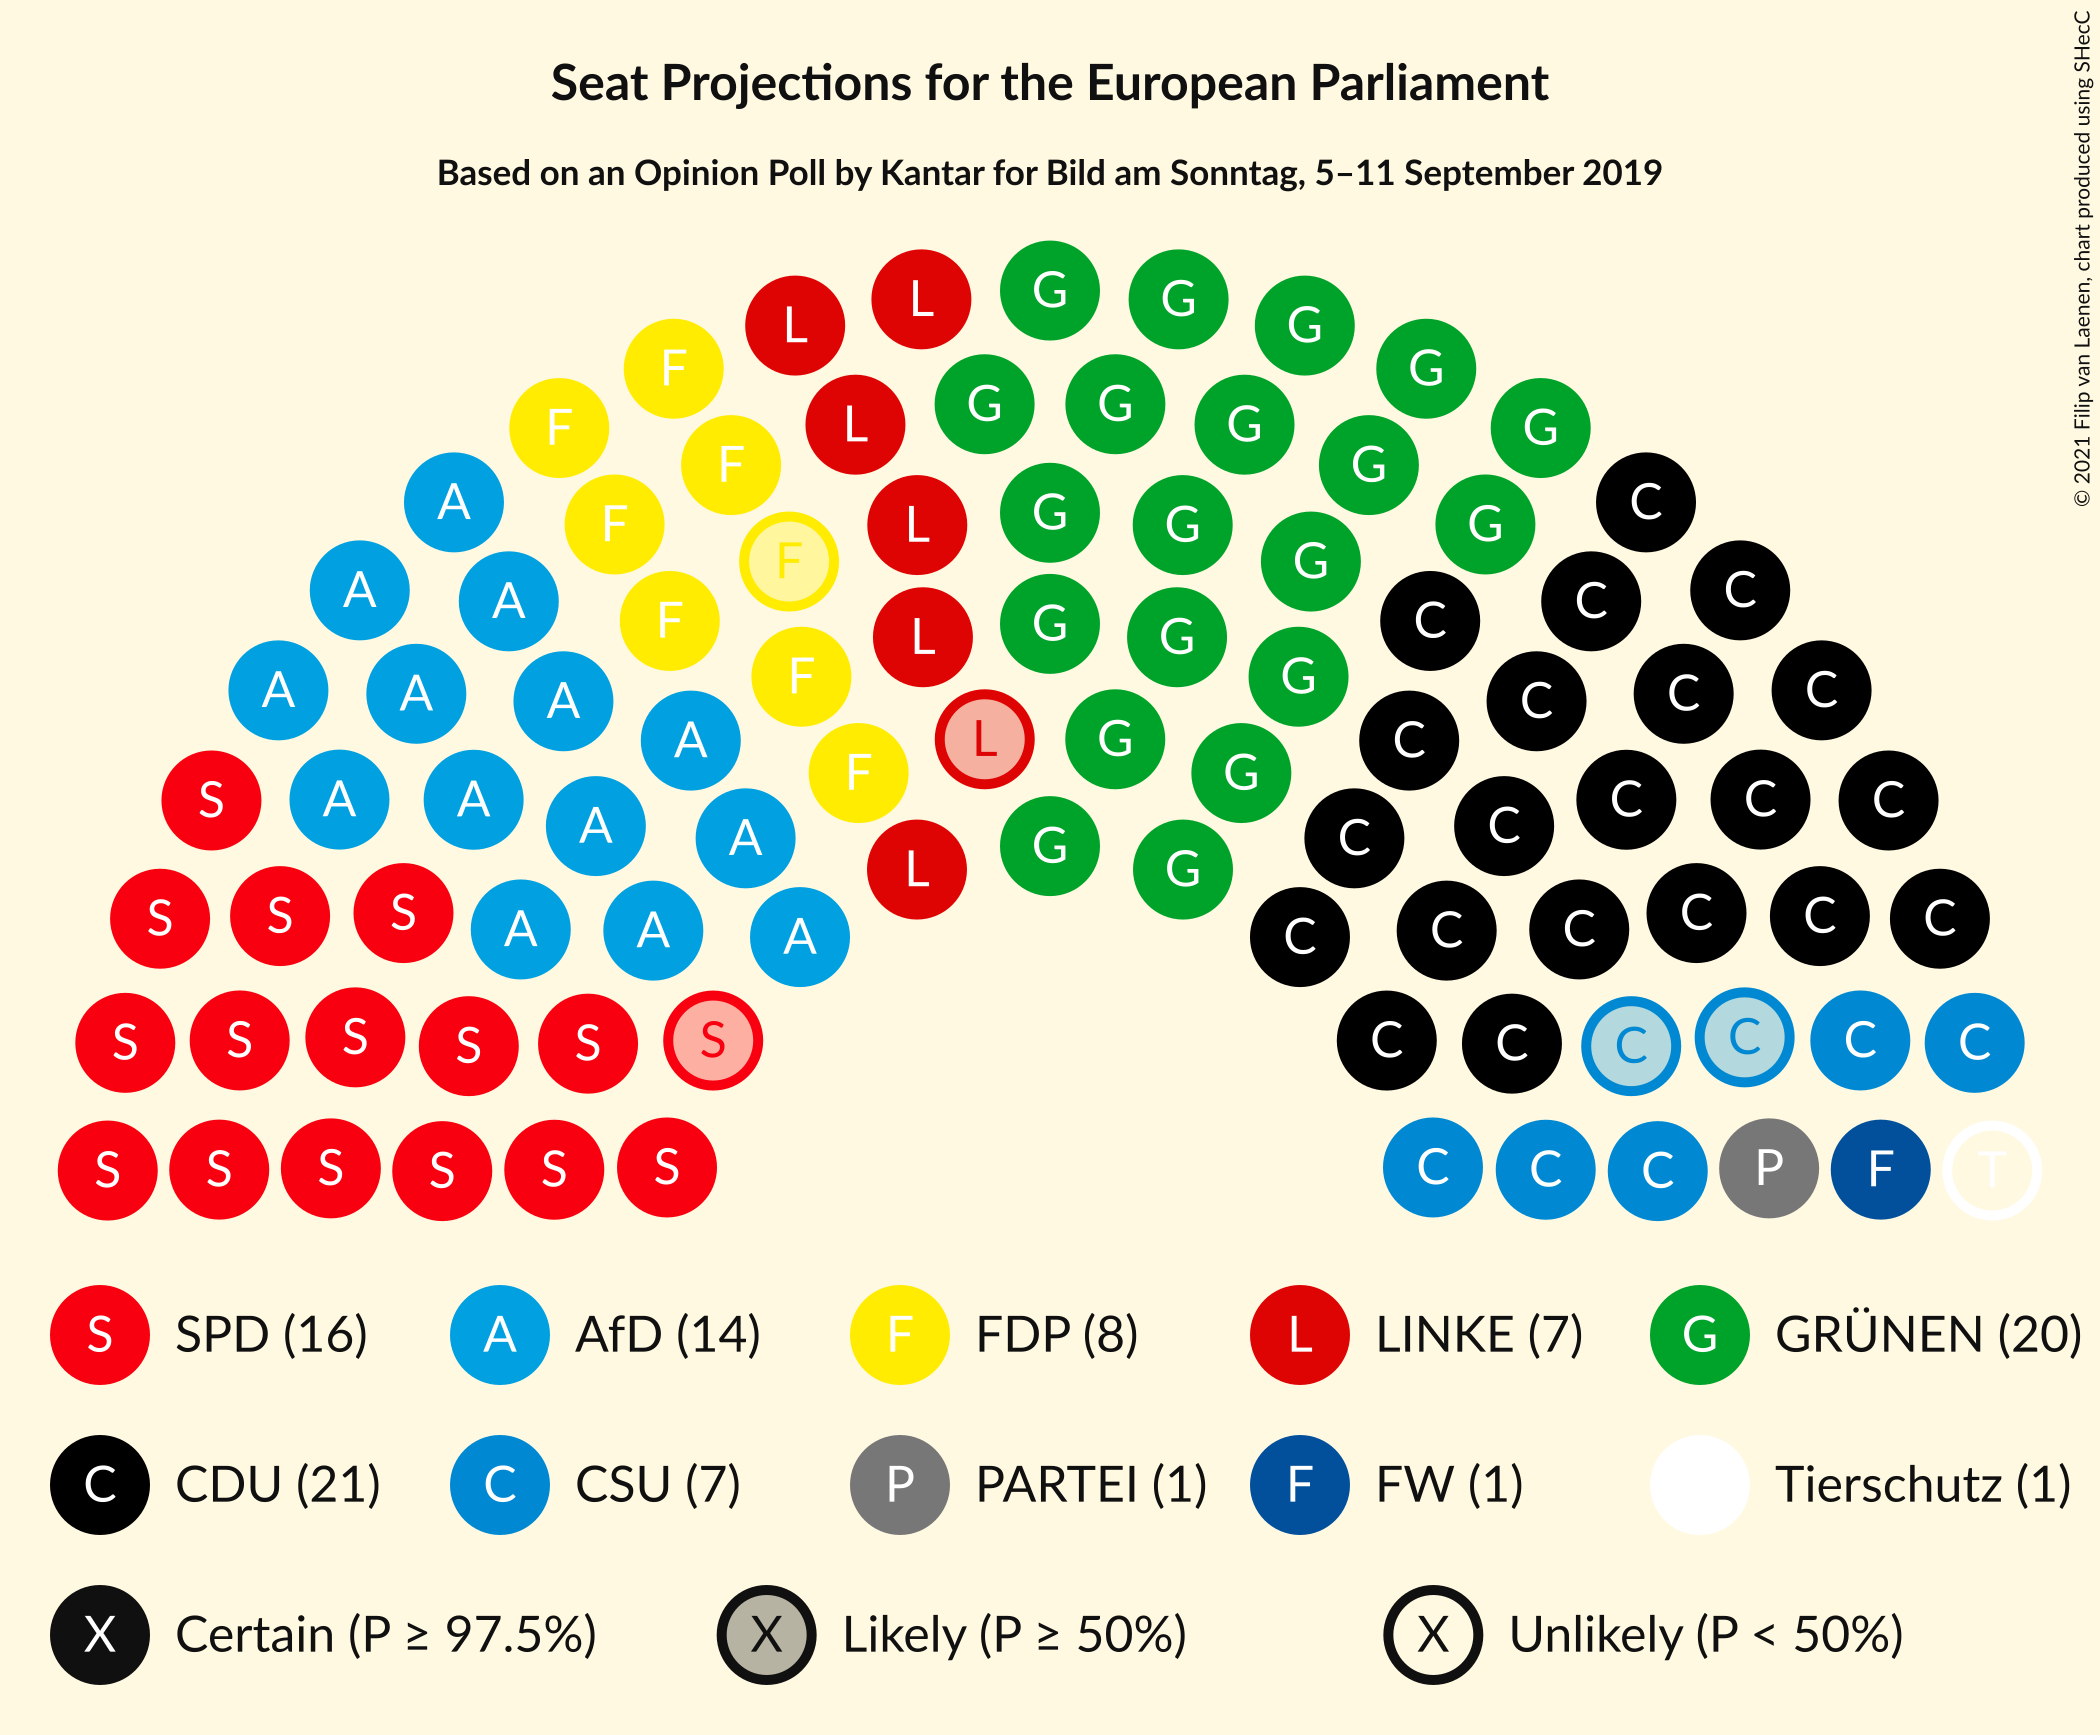 Seat Projections for the European Parliament
Based on an Opinion Poll by Kantar for Bild am Sonntag, 5–11 September 2019
© 2021 Filip van Laenen, chart produced using SHecC
L G G G
L G
F G
F L G G G G
F G
A F L G G C
F G
A A F G C C
F L G G C
A A A F L G G C C C
A G C
S A A A F G C C C
A A C C
S S S A A A L G G C C C C C C
S S S S S S C C C C C C
S S S S S S C C C P F T
S SPD (16) A AfD (14) F FDP (8) L LINKE (7) G GRÜNEN (20)
C CDU (21) C CSU (7) P PARTEI (1) F FW (1) Tierschutz (1)
X Certain (P ≥ 97.5%) X Likely (P ≥ 50%) X Unlikely (P < 50%)